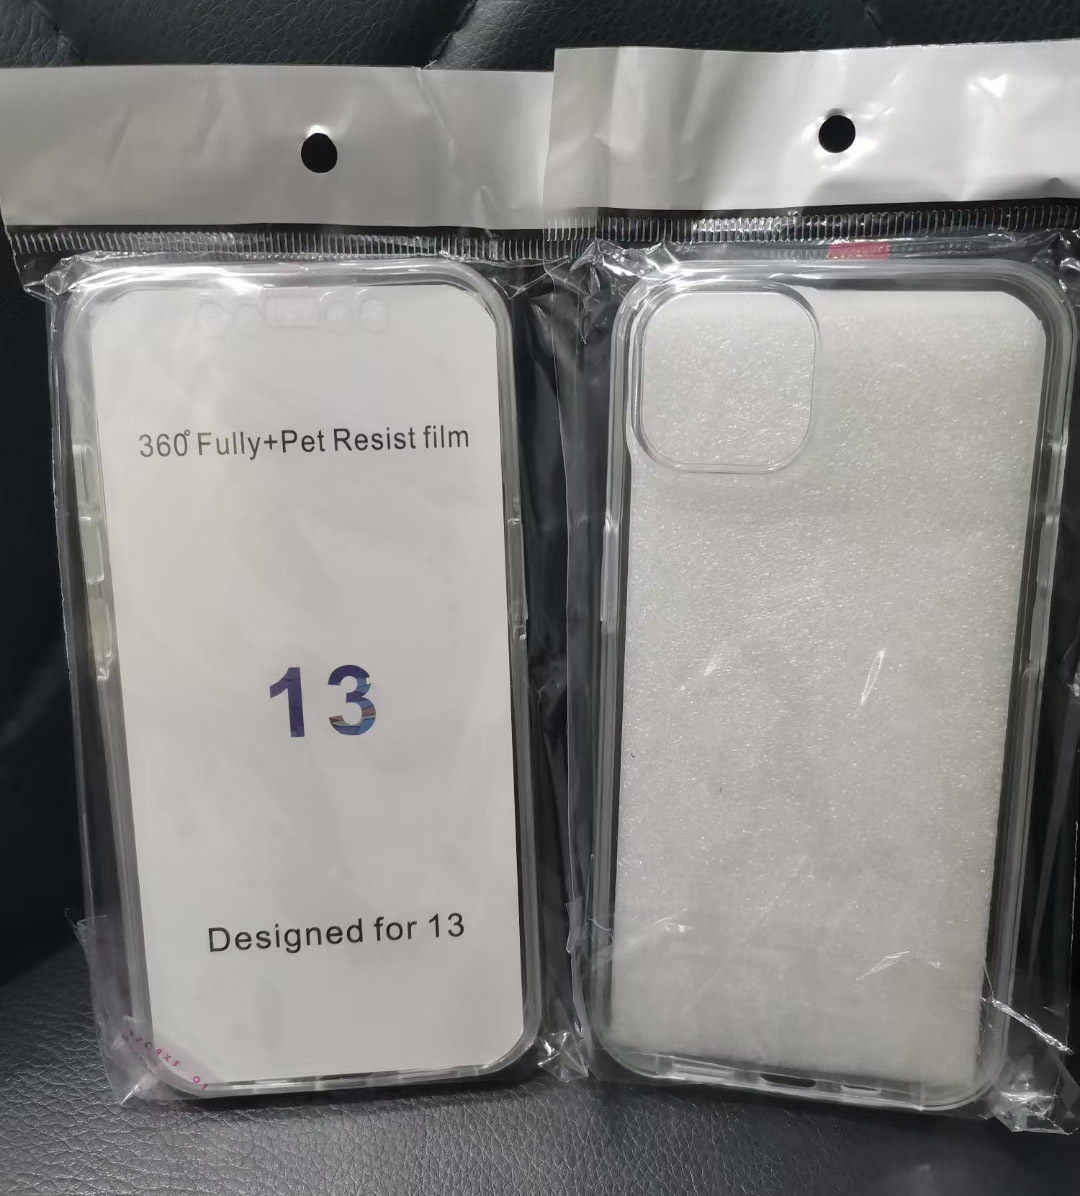 360° Fully+Pet Resist film
13
Designed for 13